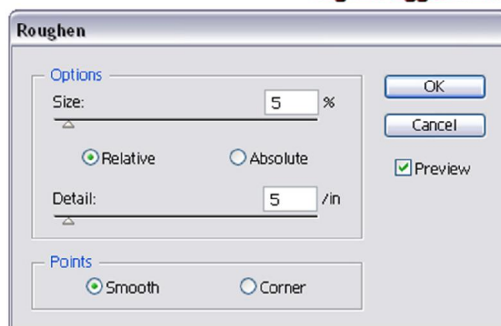 Roughen
Options
Size: 5 %
Relative Absolute
Detail: 5 /in
Points
Smooth Corner
OK
Cancel
Preview